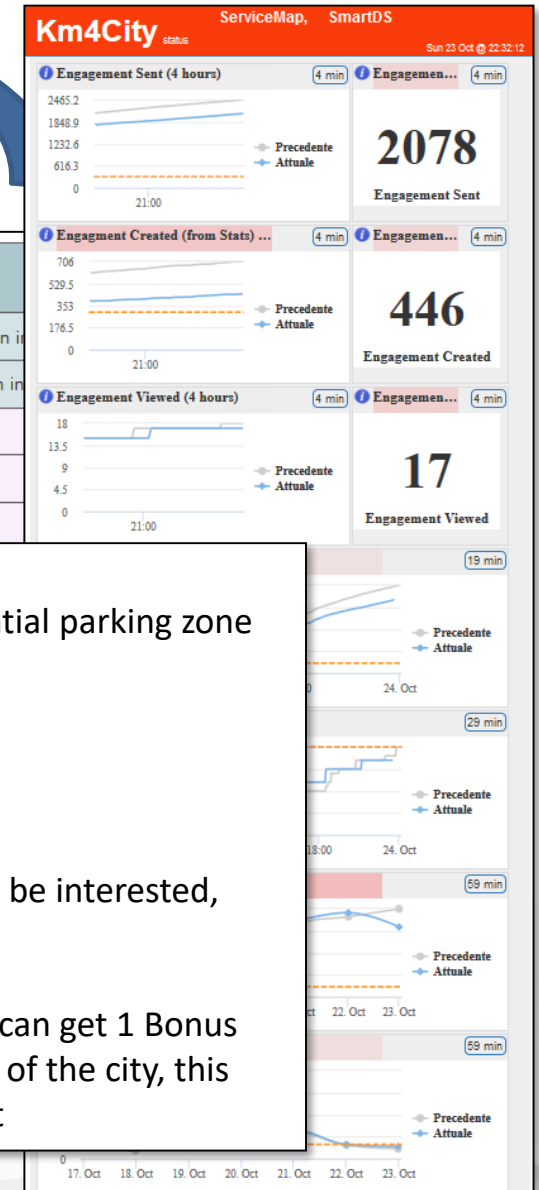 ServiceMap, SmartDS
Km4City status
Sun 23 Oct @ 22:32:12
Engagement Sent (4 hours) 4 min
2465.2
1848.9
1232.6
616.3
0
21:00
Precedente
Attuale
Engagemen... 4 min
2078
Engagement Sent
Engagment Created (from Stats) ... 4 min
706
529.5
353
176.5
0
21:00
Precedente
Attuale
Engagemen... 4 min
446
Engagement Created
Engagement Viewed (4 hours) 4 min
18
13.5
9
4.5
0
21:00
Precedente
Attuale
Engagemen... 4 min
17
Engagement Viewed
19 min
Precedente
Attuale
24. Oct
29 min
Precedente
Attuale
18:00 24. Oct
59 min
Precedente
Attuale
22. Oct 23. Oct
59 min
Precedente
Attuale
0
17. Oct 18. Oct 19. Oct 20. Oct 21. Oct 22. Oct 23. Oct
parking zone
be interested,
can get 1 Bonus
of the city, this